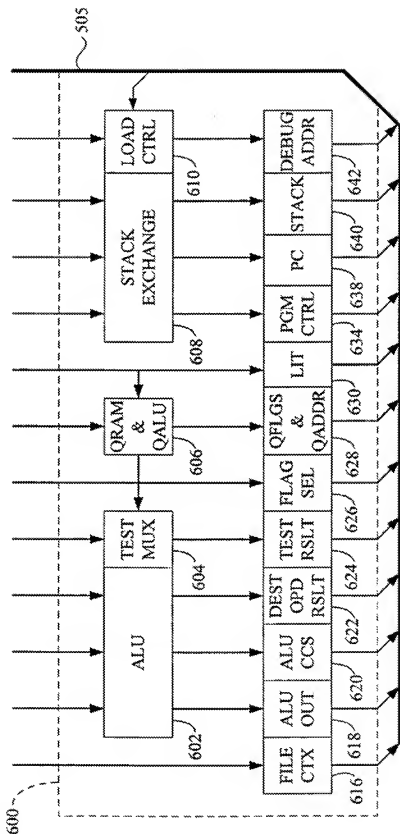 600
505
ALU
TEST
MUX
QRAM
&
QALU
STACK
EXCHANGE
LOAD
CTRL
602
604
606
608
610
FILE
CTX
ALU
OUT
ALU
CCS
DEST
OPD
RSLT
TEST
RSLT
FLAG
SEL
QFLGS
&
QADDR
LIT
PGM
CTRL
PC
STACK
DEBUG
ADDR
616
618
620
622
624
626
628
630
634
638
640
642